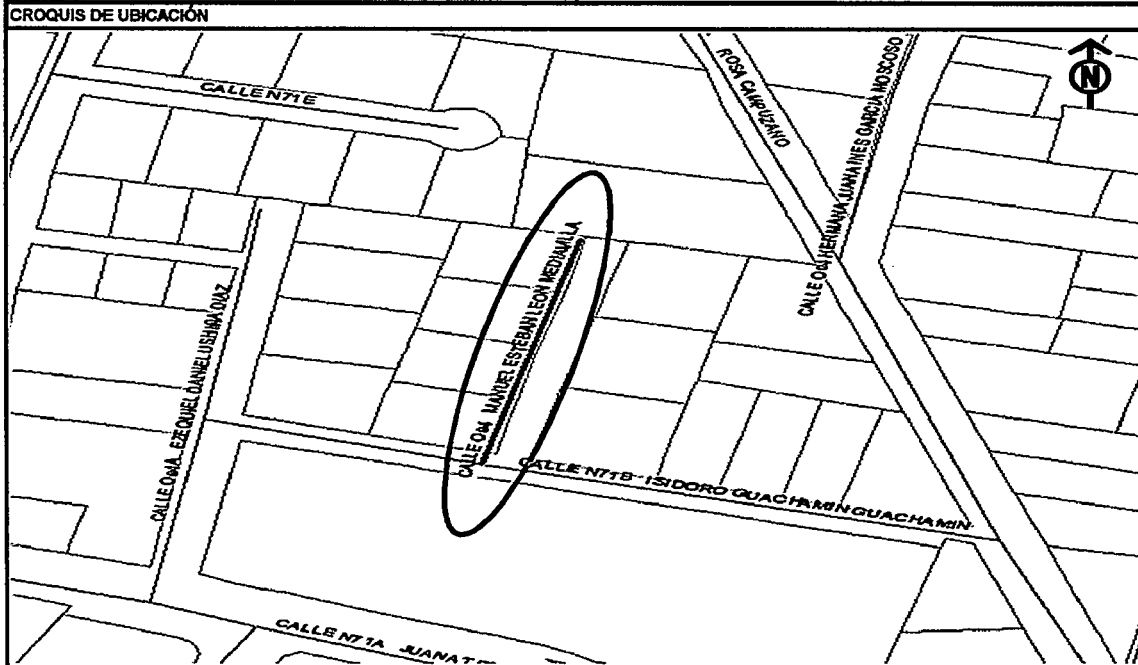 CROQUIS DE UBICACIÓN
N
CALLE N71E
ROSA CAMPUZANO
CALLE Oe4 HERMANA JUANA INES GARCIA MOSCOSO
CALLE Oe4 MANUEL ESTEBAN LEON MEDIAVILLA
CALLE Oe4A EZEQUIEL DANIEL USHIÑA DIAZ
CALLE N71B ISIDORO GUACHAMIN GUACHAMIN
CALLE N71A JUANA